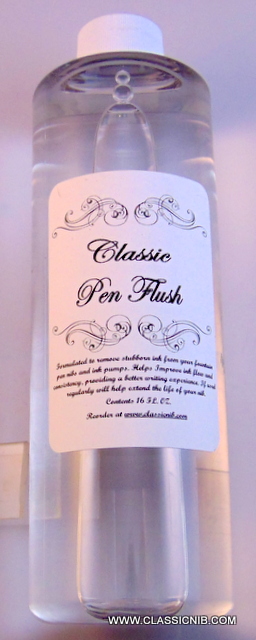 Classic
Pen Flush
Formulated to remove stubborn ink from your fountain
pen nibs and ink pumps. Helps Improve ink flow and
consistency, providing a better writing experience. If used
regularly will help extend the life of your nib.
Contents 16 FL. OZ.
Reorder at www.classicnib.com
WWW.CLASSICNIB.COM